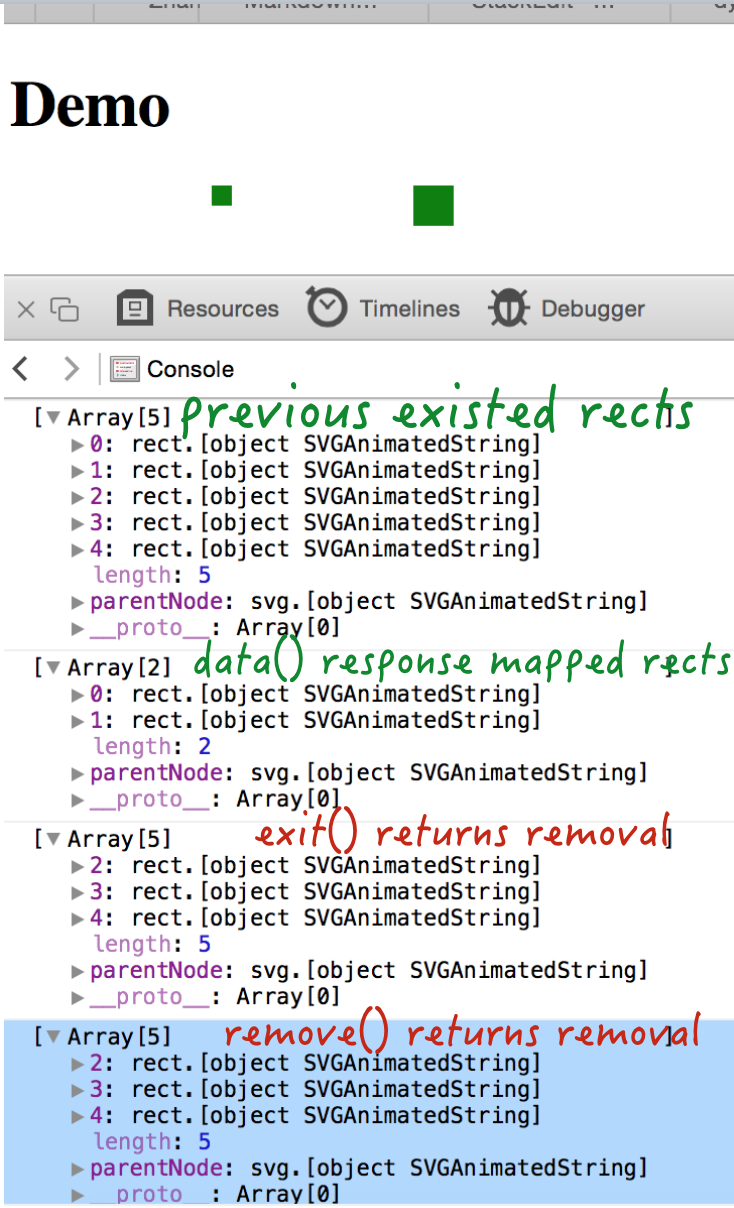 Markdown...
StackEdit - ...
Demo
Resources Timelines Debugger
Console
[▼Array[5] previous existed rects ]
▶0: rect.[object SVGAnimatedString]
▶1: rect.[object SVGAnimatedString]
▶2: rect.[object SVGAnimatedString]
▶3: rect.[object SVGAnimatedString]
▶4: rect.[object SVGAnimatedString]
length: 5
▶parentNode: svg.[object SVGAnimatedString]
▶__proto__: Array[0]
[▼Array[2] data() response mapped rects ]
▶0: rect.[object SVGAnimatedString]
▶1: rect.[object SVGAnimatedString]
length: 2
▶parentNode: svg.[object SVGAnimatedString]
▶__proto__: Array[0]
[▼Array[5] exit() returns removal ]
▶2: rect.[object SVGAnimatedString]
▶3: rect.[object SVGAnimatedString]
▶4: rect.[object SVGAnimatedString]
length: 5
▶parentNode: svg.[object SVGAnimatedString]
▶__proto__: Array[0]
[▼Array[5] remove() returns removal ]
▶2: rect.[object SVGAnimatedString]
▶3: rect.[object SVGAnimatedString]
▶4: rect.[object SVGAnimatedString]
length: 5
▶parentNode: svg.[object SVGAnimatedString]
▶__proto__: Array[0]